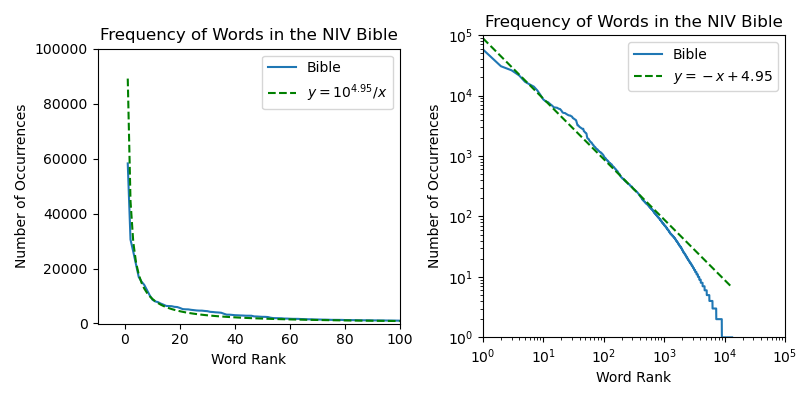 Frequency of Words in the NIV Bible
100000
80000
60000
40000
20000
0
Number of Occurrences
0 20 40 60 80 100
Word Rank
Bible
y = 10^{4.95}/x
Frequency of Words in the NIV Bible
10^5
10^4
10^3
10^2
10^1
10^0
Number of Occurrences
10^0 10^1 10^2 10^3 10^4 10^5
Word Rank
Bible
y = −x + 4.95